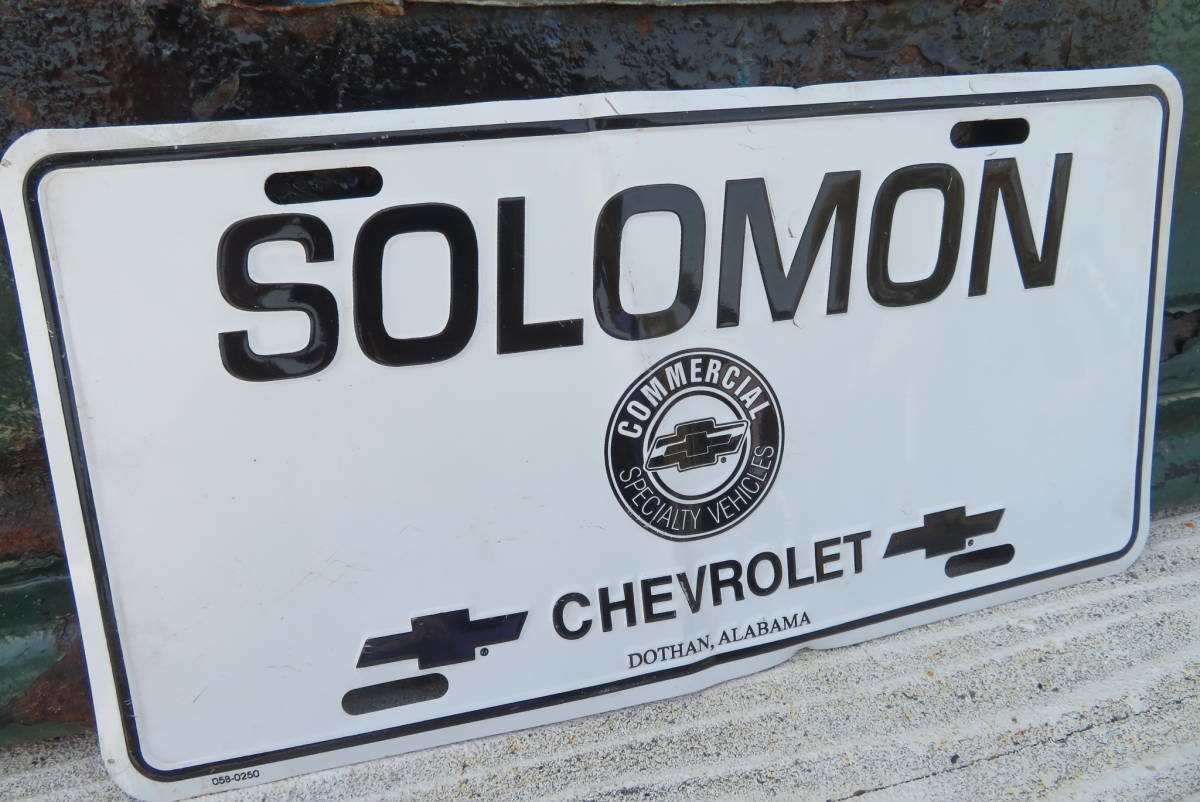 SOLOMON
COMMERCIAL
SPECIALTY VEHICLES
®
CHEVROLET
®
®
DOTHAN, ALABAMA
058-0250